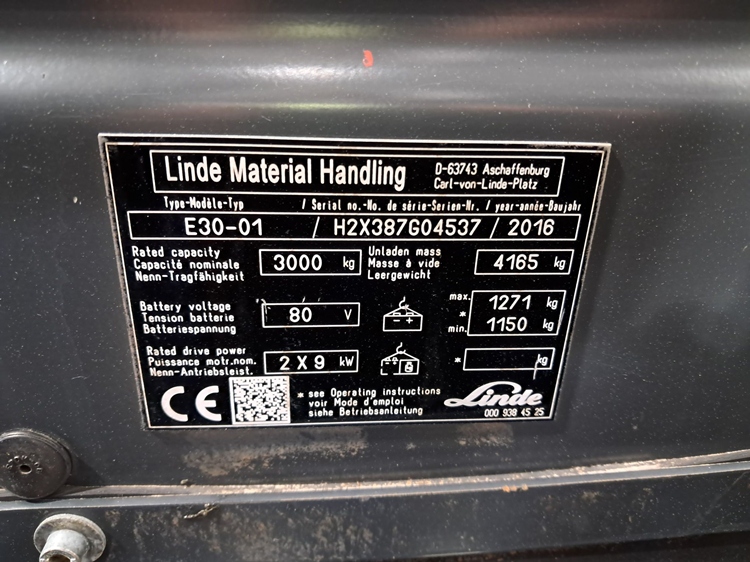 Linde Material Handling
D-63743 Aschaffenburg
Carl-von-Linde-Platz
Type-Modèle-Typ / Serial no.-No. de série-Serien-Nr. / year-année-Baujahr
E30-01 / H2X387G04537 / 2016
Rated capacity
Capacité nominale
Nenn-Tragfähigkeit
3000 kg
Unladen mass
Masse à vide
Leergewicht
4165 kg
Battery voltage
Tension batterie
Batteriespannung
80 V
- +
max. 1271 kg
*
min. 1150 kg
Rated drive power
Puissance motr.nom.
Nenn-Antriebsleist.
2 X 9 kW
* kg
CE
* see Operating instructions
voir Mode d'emploi
siehe Betriebsanleitung
Linde
000 938 45 25